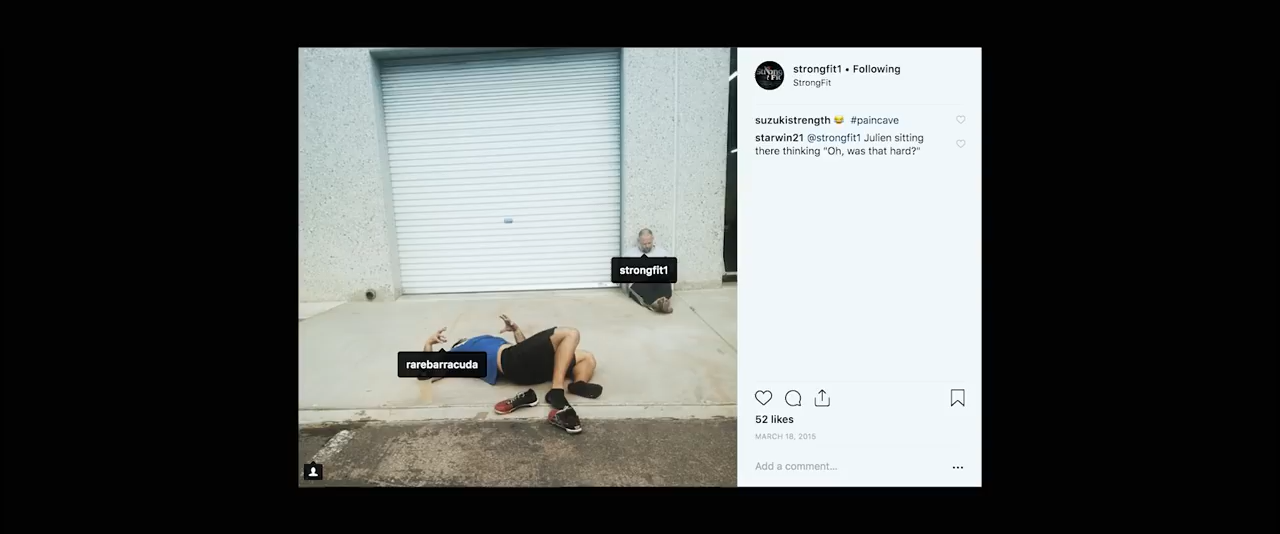 strongfit1 • Following
StrongFit
suzukistrength 😂 #paincave
starwin21 @strongfit1 Julien sitting
there thinking "Oh, was that hard?"
strongfit1
rarebarracuda
52 likes
MARCH 18, 2015
Add a comment...